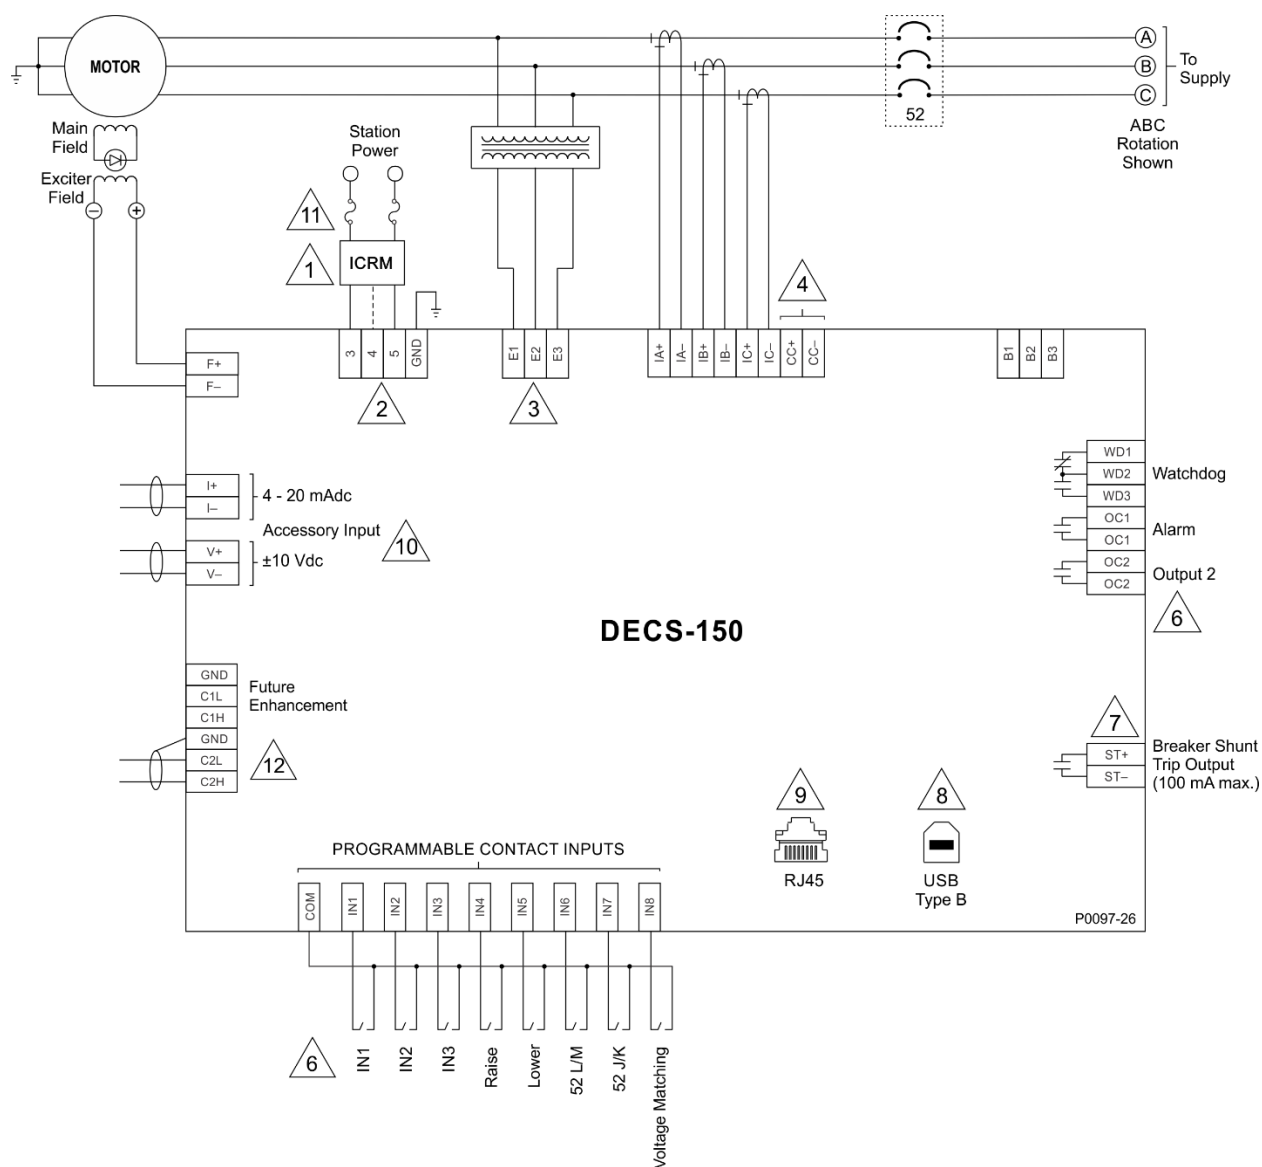 MOTOR
A
B
C
To
Supply
52
ABC
Rotation
Shown
Main
Field
Exciter
Field
−
+
Station
Power
11
1
ICRM
4
3
4
5
GND
E1
E2
E3
IA+
IA–
IB+
IB–
IC+
IC–
CC+
CC–
B1
B2
B3
2
3
F+
F–
I+
I–
4 - 20 mAdc
Accessory Input
10
V+
V–
±10 Vdc
WD1
WD2
WD3
Watchdog
OC1
OC1
Alarm
OC2
OC2
Output 2
6
DECS-150
GND
C1L
C1H
GND
C2L
C2H
Future
Enhancement
12
7
ST+
ST–
Breaker Shunt
Trip Output
(100 mA max.)
9
RJ45
8
USB
Type B
PROGRAMMABLE CONTACT INPUTS
COM
IN1
IN2
IN3
IN4
IN5
IN6
IN7
IN8
P0097-26
6
IN1
IN2
IN3
Raise
Lower
52 L/M
52 J/K
Voltage Matching